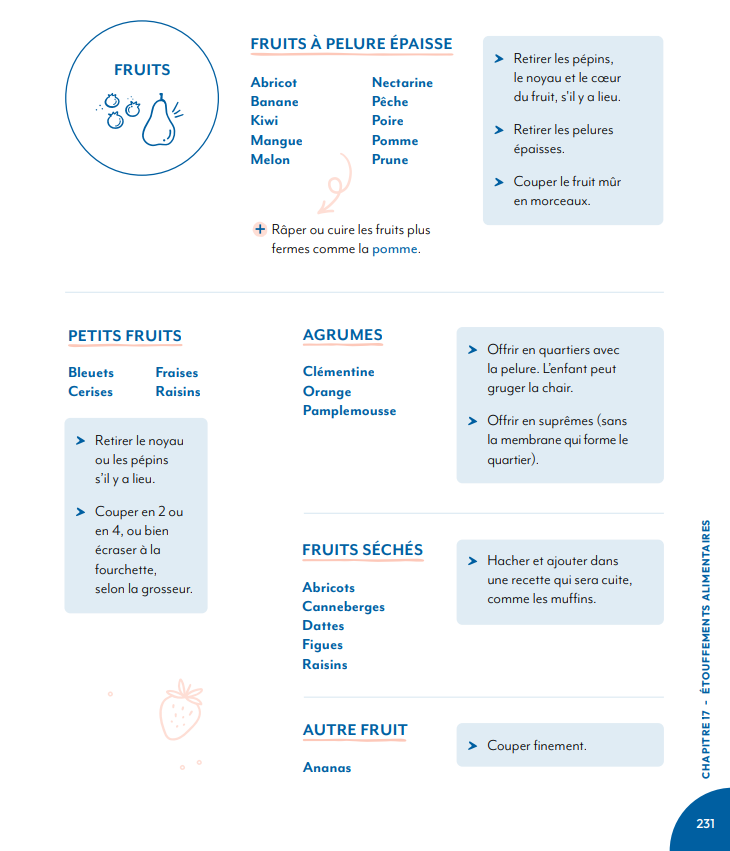 FRUITS
FRUITS À PELURE ÉPAISSE
Abricot
Banane
Kiwi
Mangue
Melon
Nectarine
Pêche
Poire
Pomme
Prune
+ Râper ou cuire les fruits plus
fermes comme la pomme.
Retirer les pépins,
le noyau et le cœur
du fruit, s’il y a lieu.
Retirer les pelures
épaisses.
Couper le fruit mûr
en morceaux.
PETITS FRUITS
Bleuets
Cerises
Fraises
Raisins
Retirer le noyau
ou les pépins
s’il y a lieu.
Couper en 2 ou
en 4, ou bien
écraser à la
fourchette,
selon la grosseur.
AGRUMES
Clémentine
Orange
Pamplemousse
Offrir en quartiers avec
la pelure. L’enfant peut
gruger la chair.
Offrir en suprêmes (sans
la membrane qui forme le
quartier).
FRUITS SÉCHÉS
Abricots
Canneberges
Dattes
Figues
Raisins
Hacher et ajouter dans
une recette qui sera cuite,
comme les muffins.
AUTRE FRUIT
Ananas
Couper finement.
CHAPITRE 17 - ÉTOUFFEMENTS ALIMENTAIRES
231